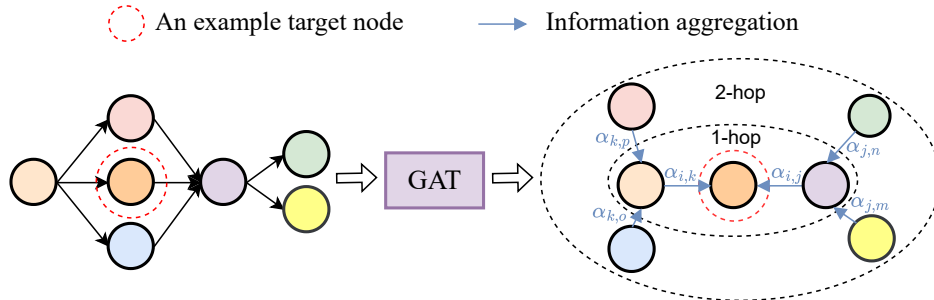 An example target node
Information aggregation
2-hop
1-hop
GAT
α_{k,p}
α_{j,n}
α_{i,k}
α_{i,j}
α_{k,o}
α_{j,m}